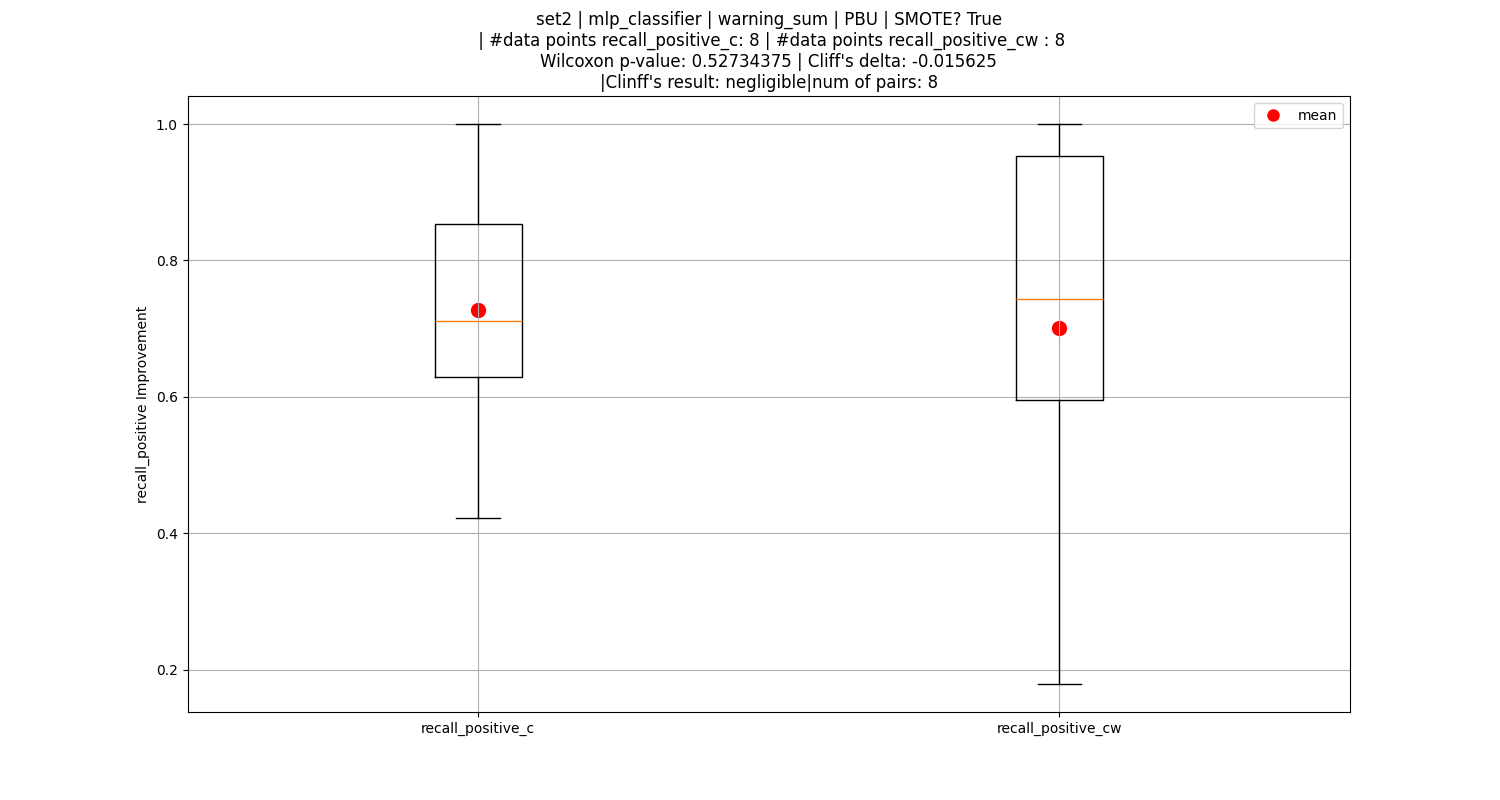 set2 | mlp_classifier | warning_sum | PBU | SMOTE? True
| #data points recall_positive_c: 8 | #data points recall_positive_cw : 8
Wilcoxon p-value: 0.52734375 | Cliff's delta: -0.015625
|Clinff's result: negligible|num of pairs: 8
mean
1.0
0.8
0.6
0.4
0.2
recall_positive Improvement
recall_positive_c
recall_positive_cw